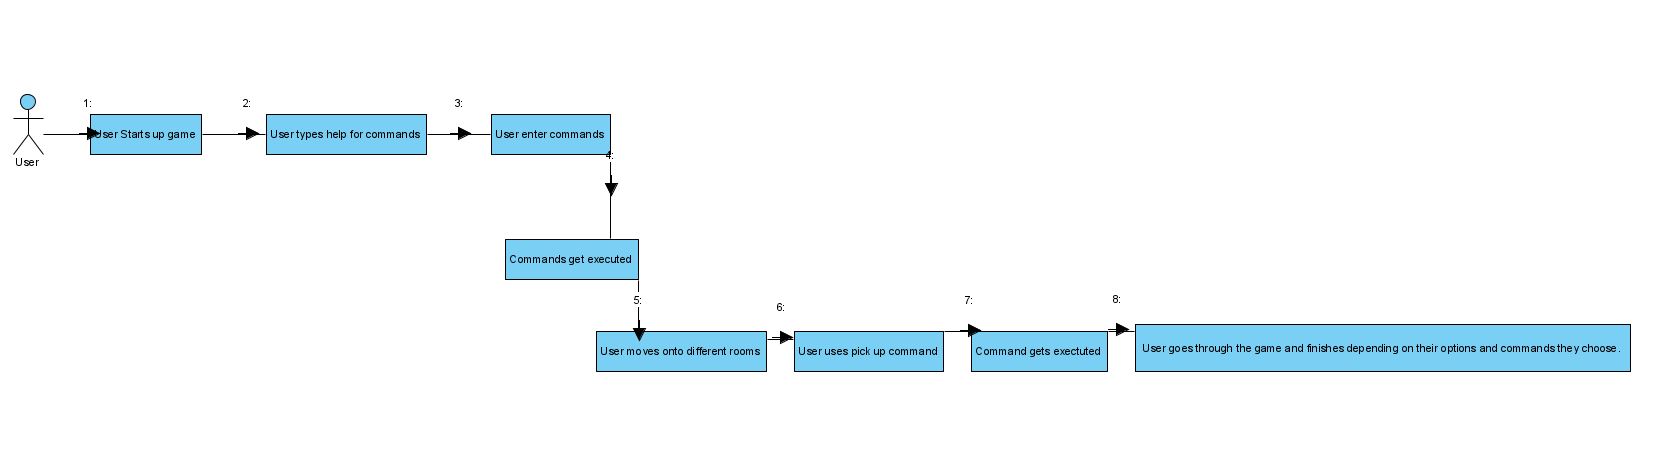 1:
2:
3:
User Starts up game
User types help for commands
User enter commands
User
4:
Commands get executed
5:
6:
7:
8:
User moves onto different rooms
User uses pick up command
Command gets exectuted
User goes through the game and finishes depending on their options and commands they choose.